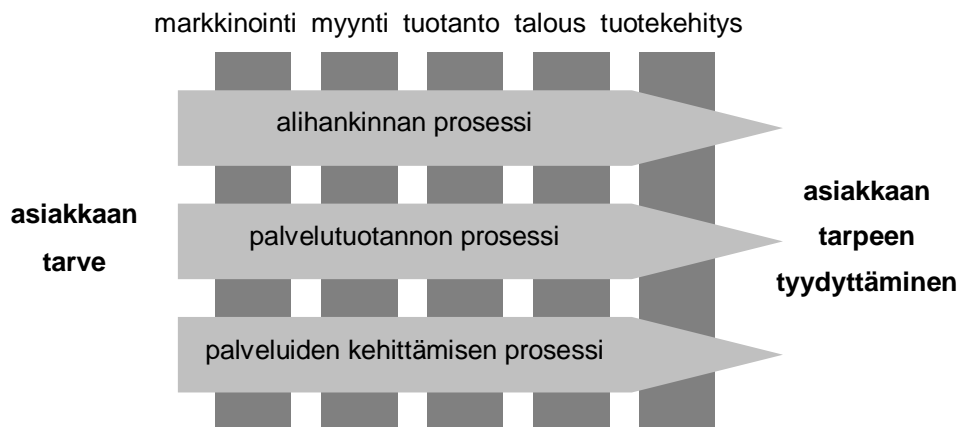 markkinointi myynti tuotanto talous tuotekehitys
alihankinnan prosessi
asiakkaan
tarve
palvelutuotannon prosessi
asiakkaan
tarpeen
tyydyttäminen
palveluiden kehittämisen prosessi